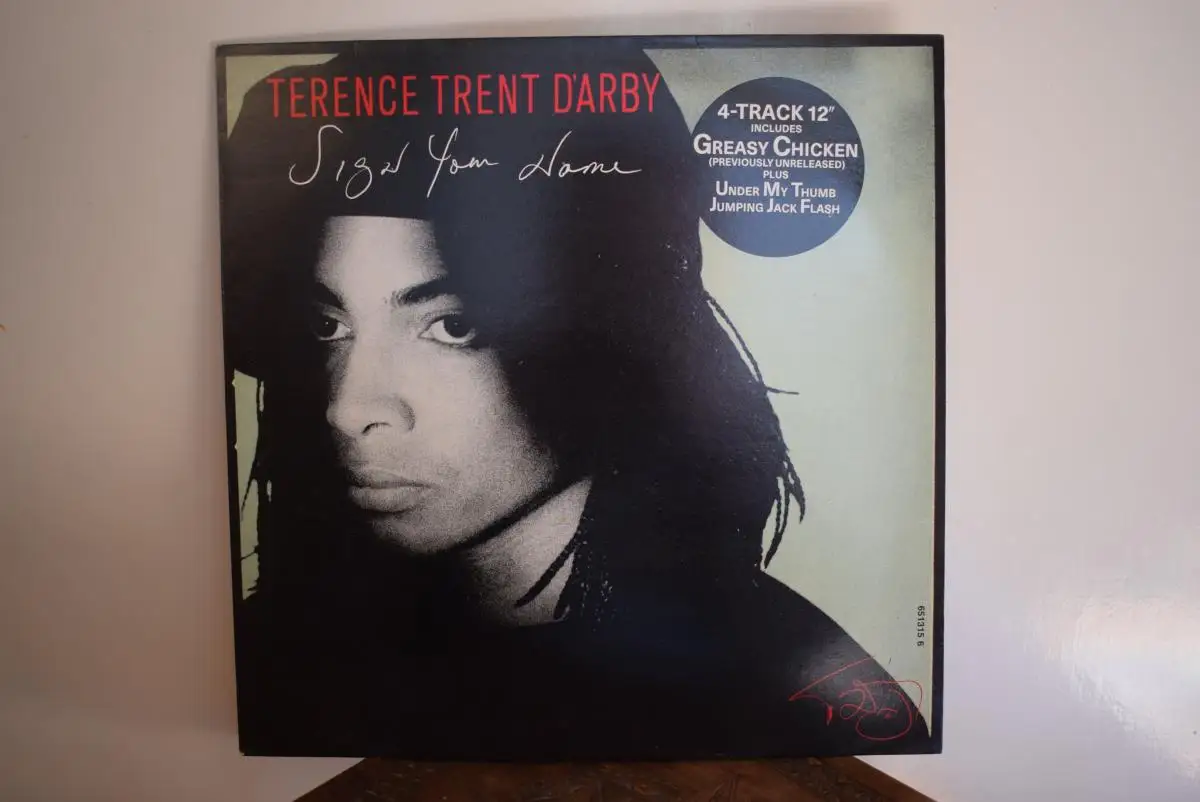 TERENCE TRENT D'ARBY
Sign Your Name
4-TRACK 12"
INCLUDES
GREASY CHICKEN
(PREVIOUSLY UNRELEASED)
PLUS
UNDER MY THUMB
JUMPING JACK FLASH
651315 6